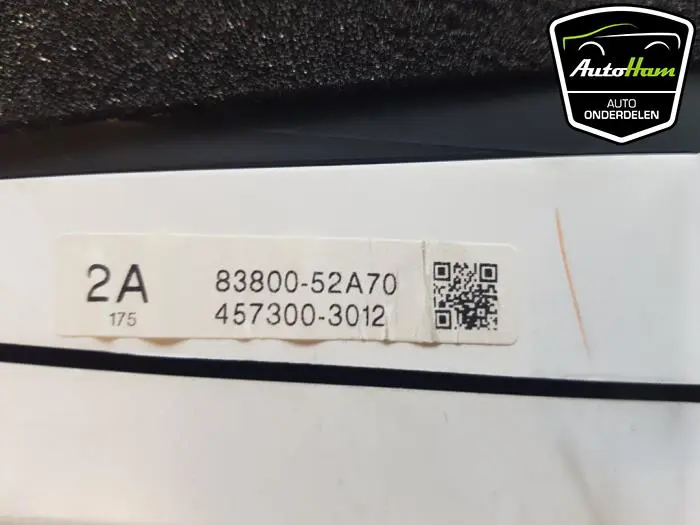 AutoHam
AUTO
ONDERDELEN
2A
175
83800-52A70
457300-3012